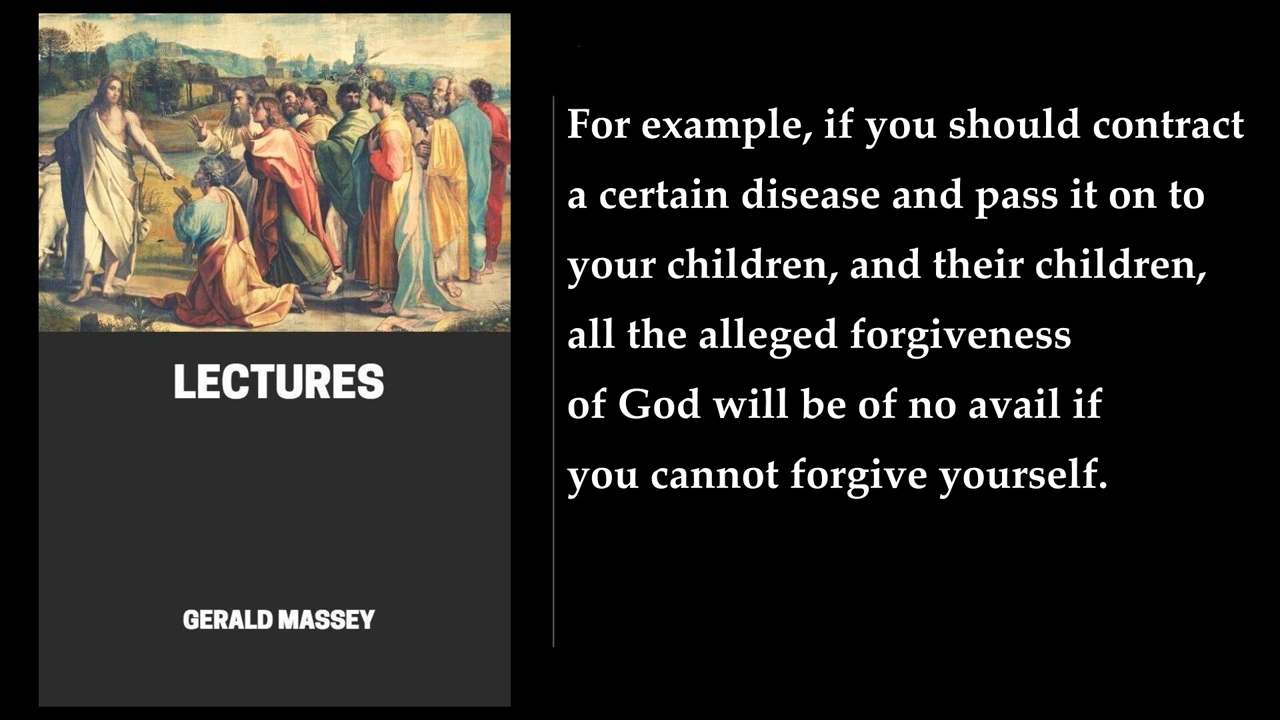 LECTURES
GERALD MASSEY
For example, if you should contract
a certain disease and pass it on to
your children, and their children,
all the alleged forgiveness
of God will be of no avail if
you cannot forgive yourself.